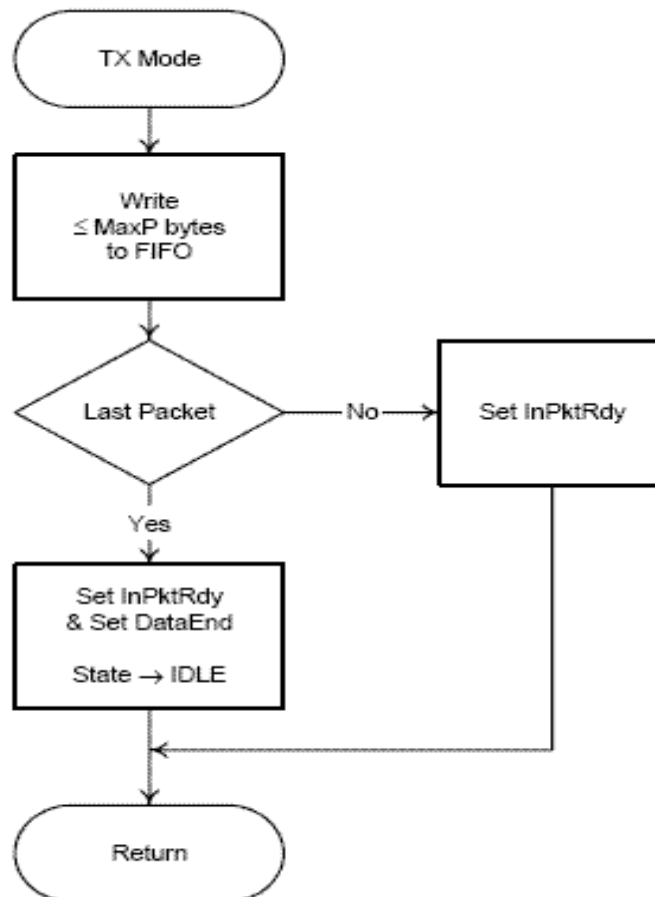 TX Mode
Write
≤ MaxP bytes
to FIFO
Last Packet
No
Set InPktRdy
Yes
Set InPktRdy
& Set DataEnd
State → IDLE
Return